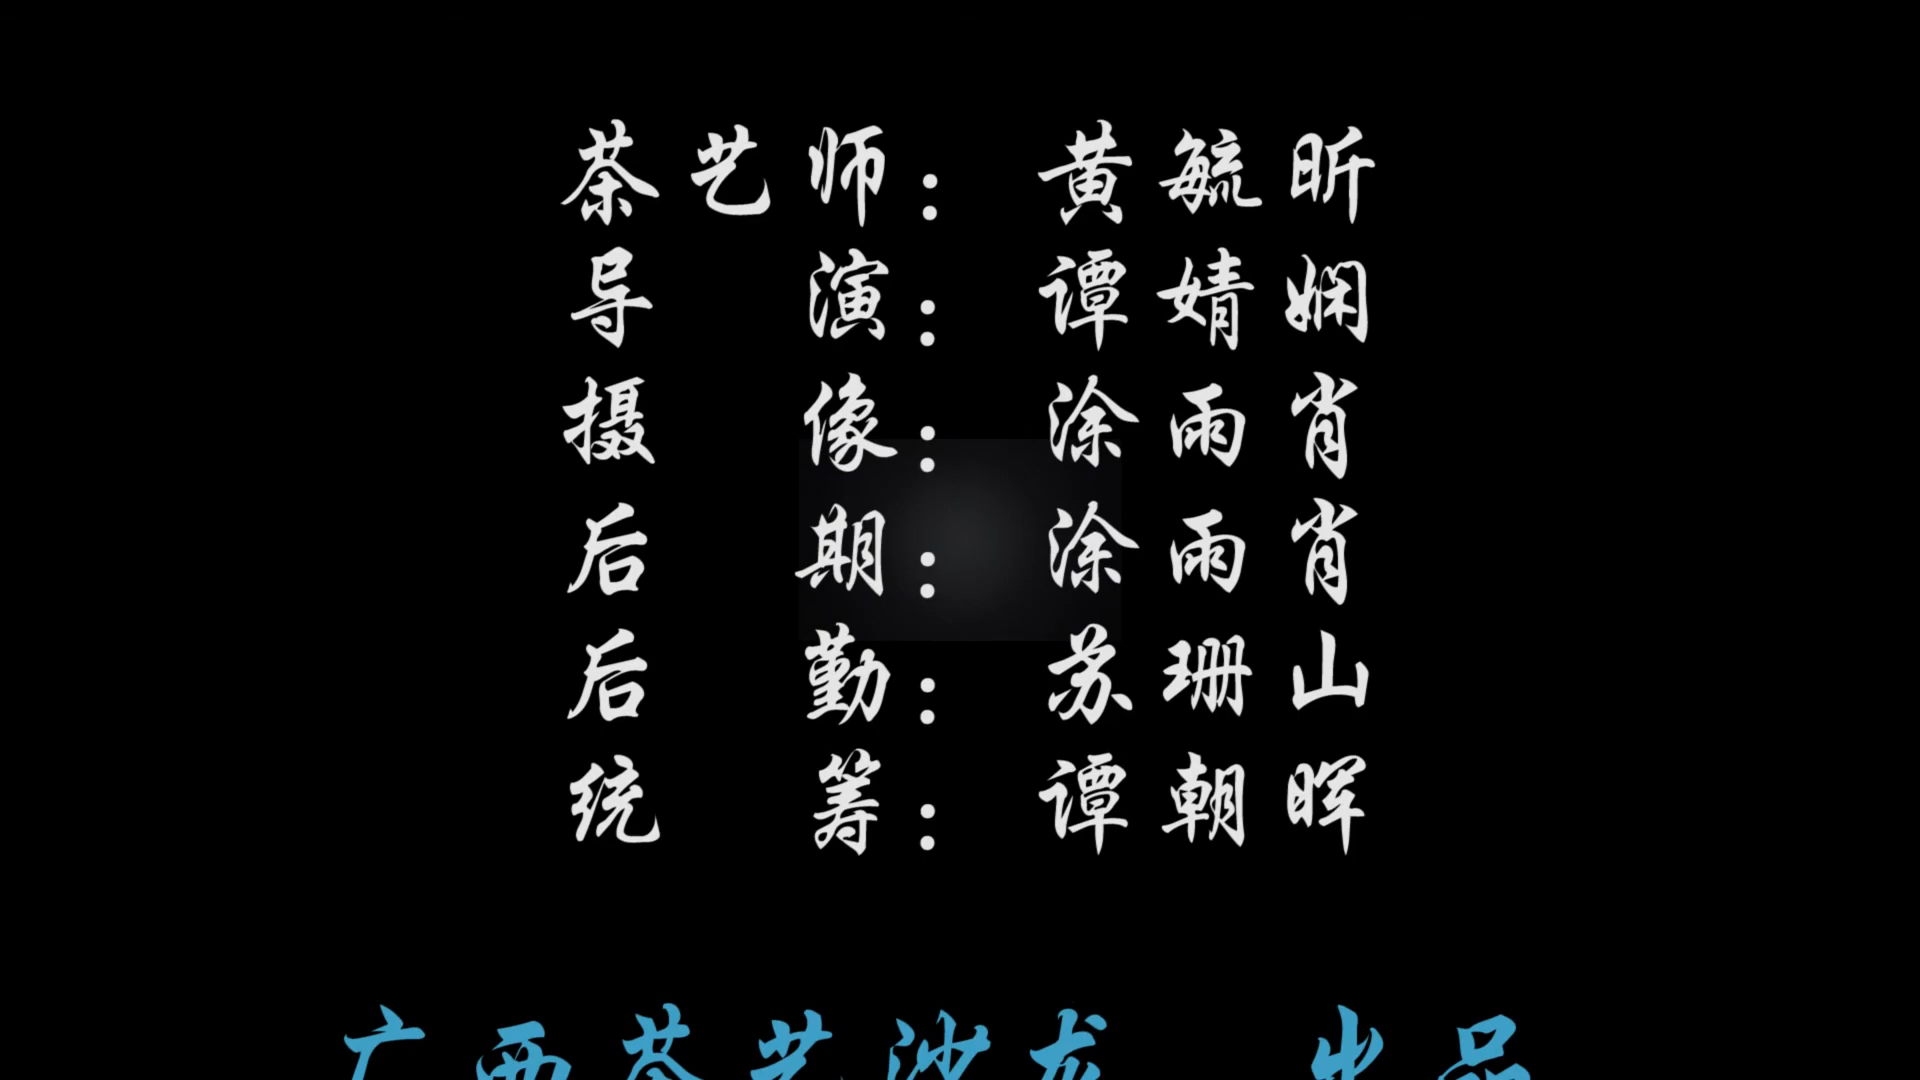 茶艺师：黄毓昕
导演：谭婧娴
摄像：涂雨肖
后期：涂雨肖
后勤：苏珊山
统筹：谭朝晖
广西茶艺沙龙 出品